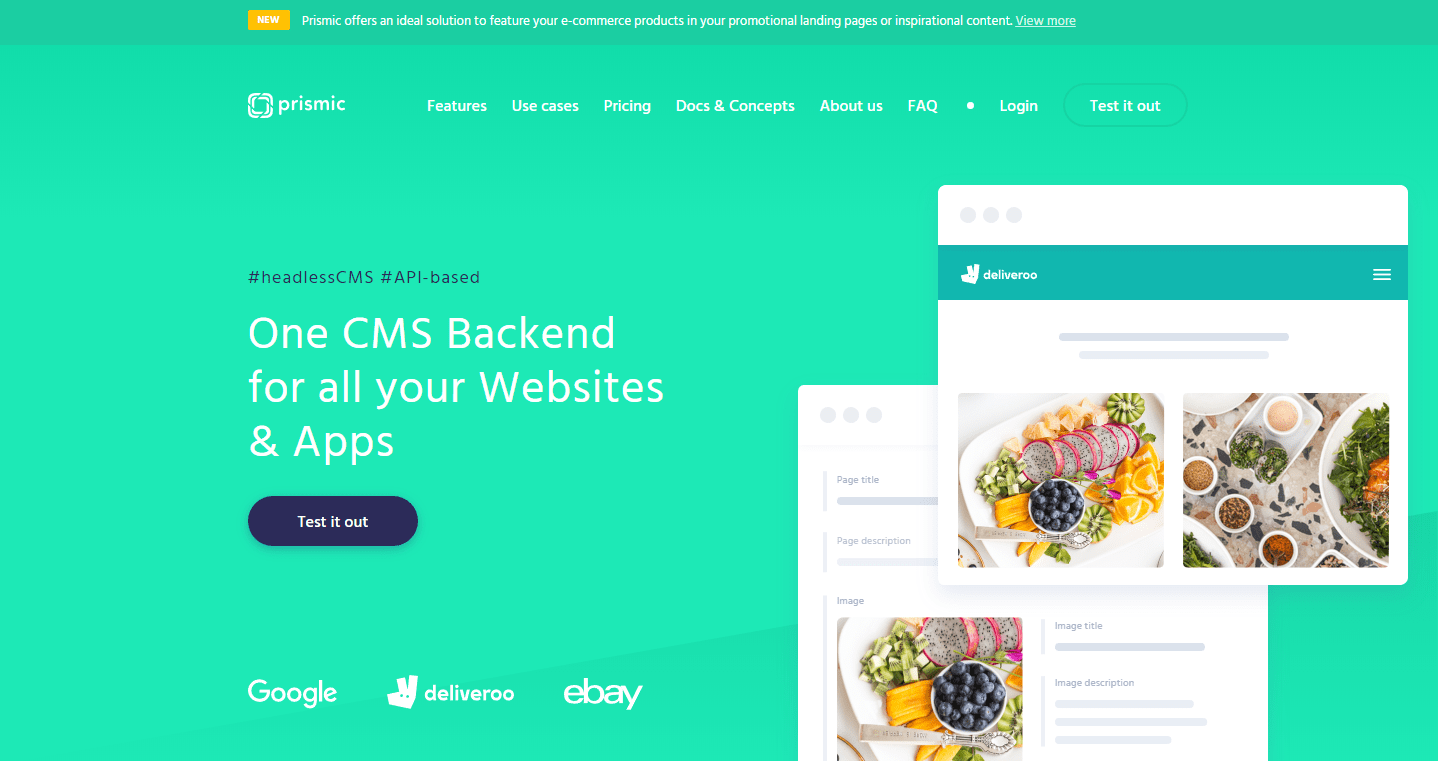 NEW Prismic offers an ideal solution to feature your e-commerce products in your promotional landing pages or inspirational content. View more
prismic Features Use cases Pricing Docs & Concepts About us FAQ Login Test it out
#headlessCMS #API-based
One CMS Backend
for all your Websites
& Apps
Test it out
Google deliveroo ebay
deliveroo
Page title
Page description
Image
Image title
Image description